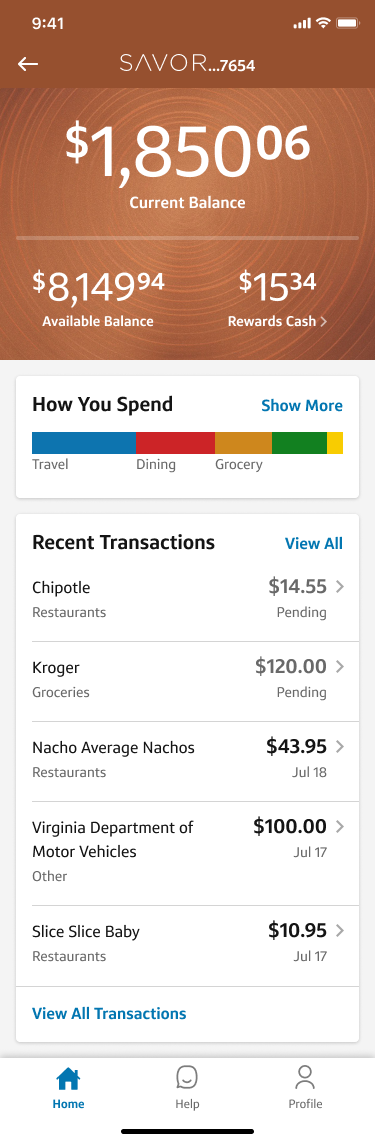 9:41
SAVOR...7654
$1,850.06
Current Balance
$8,149.94
Available Balance
$15.34
Rewards Cash
How You Spend
Show More
Travel
Dining
Grocery
Recent Transactions
View All
Chipotle
$14.55
Restaurants
Pending
Kroger
$120.00
Groceries
Pending
Nacho Average Nachos
$43.95
Restaurants
Jul 18
Virginia Department of
Motor Vehicles
$100.00
Jul 17
Other
Slice Slice Baby
$10.95
Restaurants
Jul 17
View All Transactions
Home
Help
Profile